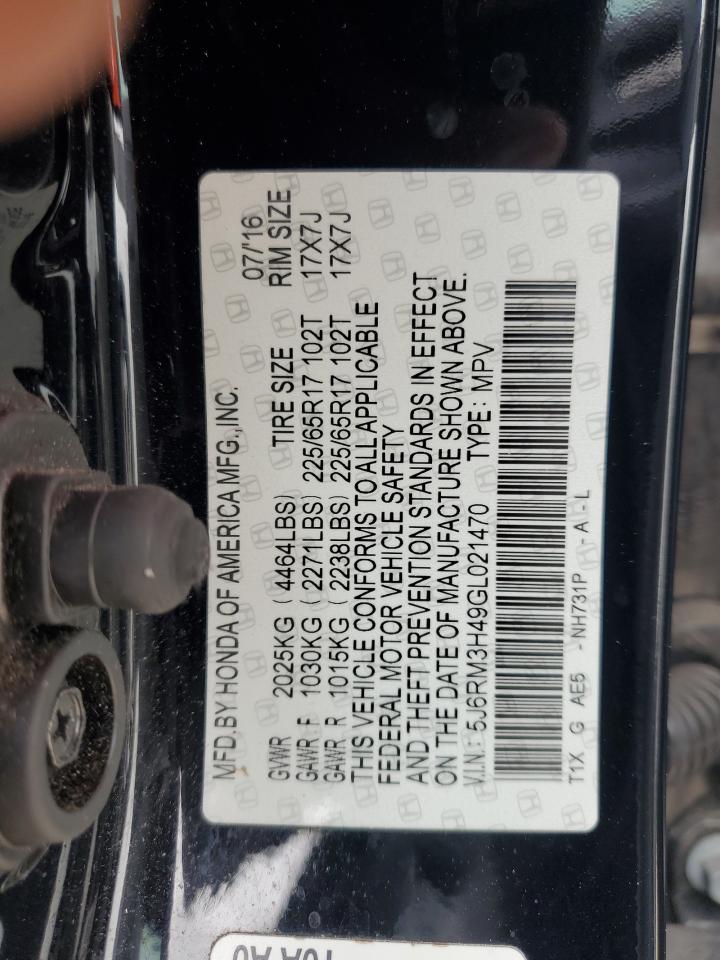 MFD.BY HONDA OF AMERICA MFG.,INC. 07/'16
GVWR 2025KG ( 4464LBS) TIRE SIZE RIM SIZE
GAWR F 1030KG ( 2271LBS) 225/65R17 102T 17X7J
GAWR R 1015KG ( 2238LBS) 225/65R17 102T 17X7J
THIS VEHICLE CONFORMS TO ALL APPLICABLE
FEDERAL MOTOR VEHICLE SAFETY
AND THEFT PREVENTION STANDARDS IN EFFECT
ON THE DATE OF MANUFACTURE SHOWN ABOVE.
V.I.N.: 5J6RM3H49GL021470 TYPE: MPV
T1X G AE5 -NH731P -A -L